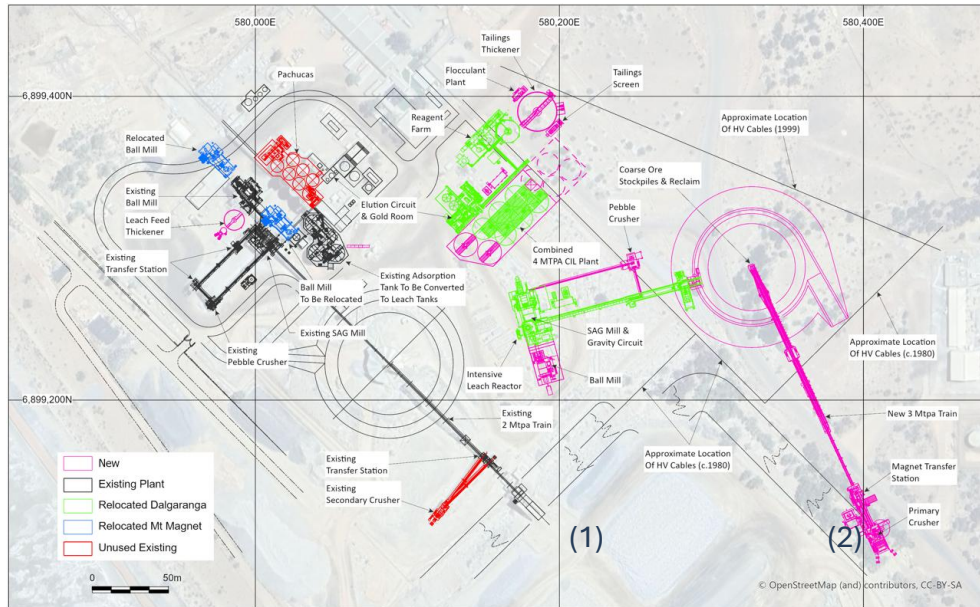 580,000E
580,200E
580,400E
6,899,400N
6,899,200N
Pachucas
Relocated
Ball Mill
Existing
Ball Mill
Leach Feed
Thickener
Existing
Transfer Station
Existing
Pebble Crusher
Ball Mill
To Be Relocated
Existing SAG Mill
Existing Adsorption
Tank To Be Converted
To Leach Tanks
Elution Circuit
& Gold Room
Reagent
Farm
Flocculant
Plant
Tailings
Thickener
Tailings
Screen
Combined
4 MTPA CIL Plant
Coarse Ore
Stockpiles & Reclaim
Pebble
Crusher
Approximate Location
Of HV Cables (1999)
SAG Mill &
Gravity Circuit
Intensive
Leach Reactor
Ball Mill
Approximate Location
Of HV Cables (c.1980)
Approximate Location
Of HV Cables (c.1980)
Existing
2 Mtpa Train
New 3 Mtpa Train
Existing
Transfer Station
Existing
Secondary Crusher
Magnet Transfer
Station
Primary
Crusher
(1)
(2)
New
Existing Plant
Relocated Dalgaranga
Relocated Mt Magnet
Unused Existing
0 50m
© OpenStreetMap (and) contributors, CC-BY-SA